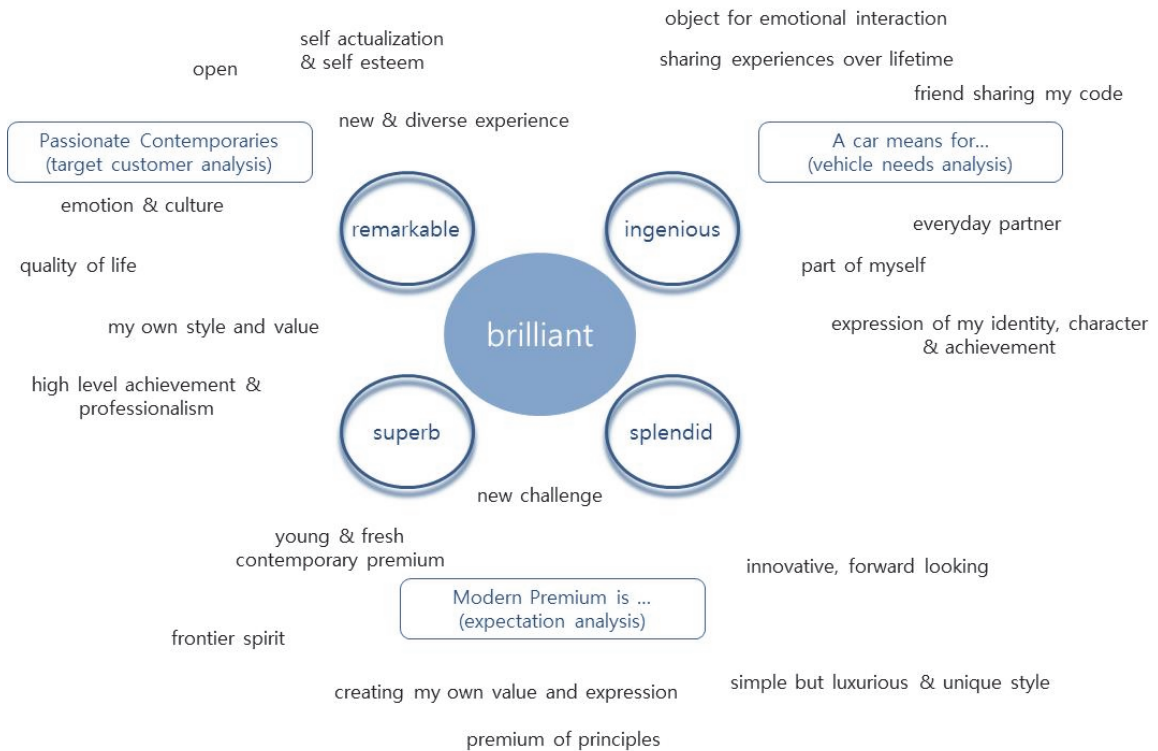 object for emotional interaction
self actualization
& self esteem
sharing experiences over lifetime
open
friend sharing my code
new & diverse experience
Passionate Contemporaries
(target customer analysis)
A car means for...
(vehicle needs analysis)
emotion & culture
remarkable
ingenious
everyday partner
quality of life
part of myself
my own style and value
brilliant
expression of my identity, character
& achievement
high level achievement &
professionalism
superb
splendid
new challenge
young & fresh
contemporary premium
innovative, forward looking
Modern Premium is ...
(expectation analysis)
frontier spirit
creating my own value and expression
simple but luxurious & unique style
premium of principles